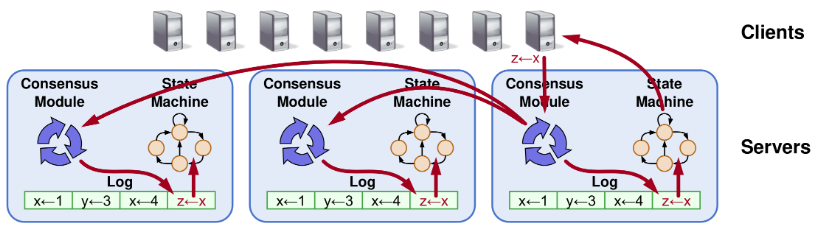 Clients
z←x
Consensus Module
State Machine
Log
x←1 y←3 x←4 z←x
Consensus Module
State Machine
Log
x←1 y←3 x←4 z←x
Consensus Module
State Machine
Log
x←1 y←3 x←4 z←x
Servers